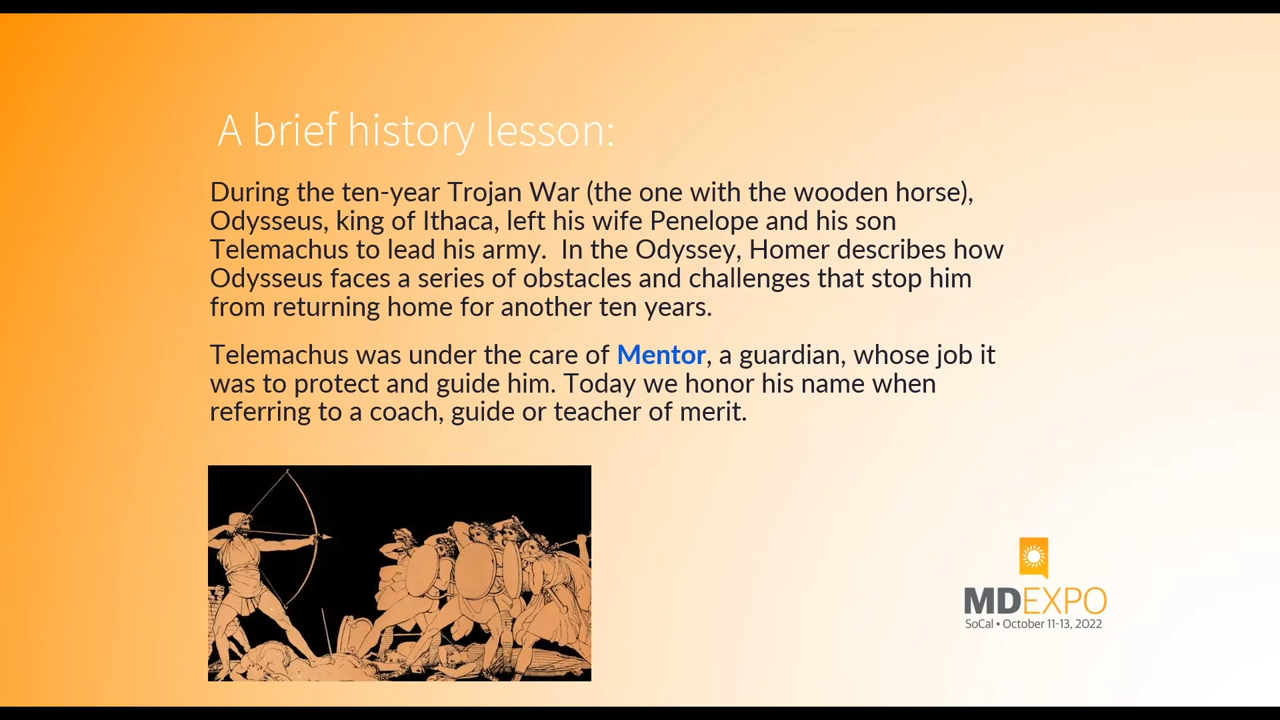 A brief history lesson:
During the ten-year Trojan War (the one with the wooden horse),
Odysseus, king of Ithaca, left his wife Penelope and his son
Telemachus to lead his army.  In the Odyssey, Homer describes how
Odysseus faces a series of obstacles and challenges that stop him
from returning home for another ten years.
Telemachus was under the care of Mentor, a guardian, whose job it
was to protect and guide him. Today we honor his name when
referring to a coach, guide or teacher of merit.
MDEXPO
SoCal • October 11-13, 2022